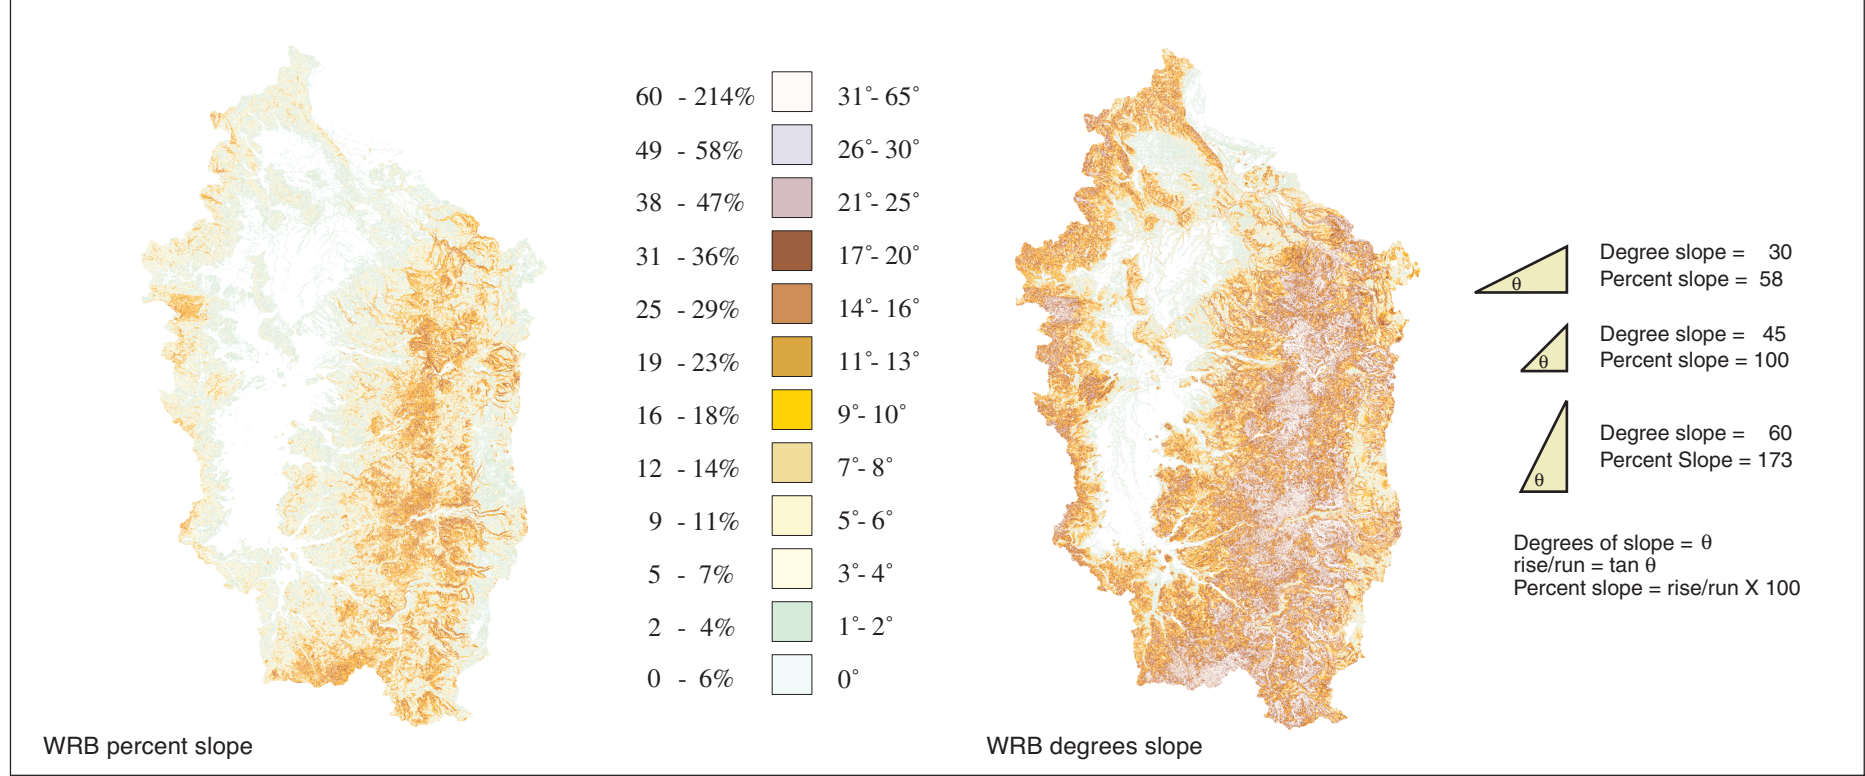 60 - 214% 31°- 65°
49 - 58% 26°- 30°
38 - 47% 21°- 25°
31 - 36% 17°- 20°
25 - 29% 14°- 16°
19 - 23% 11°- 13°
16 - 18% 9°- 10°
12 - 14% 7°- 8°
9 - 11% 5°- 6°
5 - 7% 3°- 4°
2 - 4% 1°- 2°
0 - 6% 0°
WRB percent slope
WRB degrees slope
θ
Degree slope = 30
Percent slope = 58
θ
Degree slope = 45
Percent slope = 100
θ
Degree slope = 60
Percent Slope = 173
Degrees of slope = θ
rise/run = tan θ
Percent slope = rise/run X 100